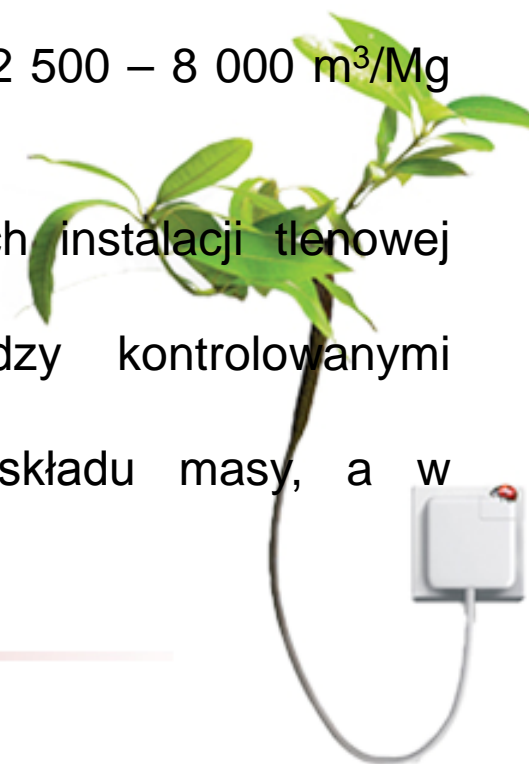 2 500 – 8 000 m³/Mg
ch instalacji tlenowej
dzy kontrolowanymi
składu masy, a w